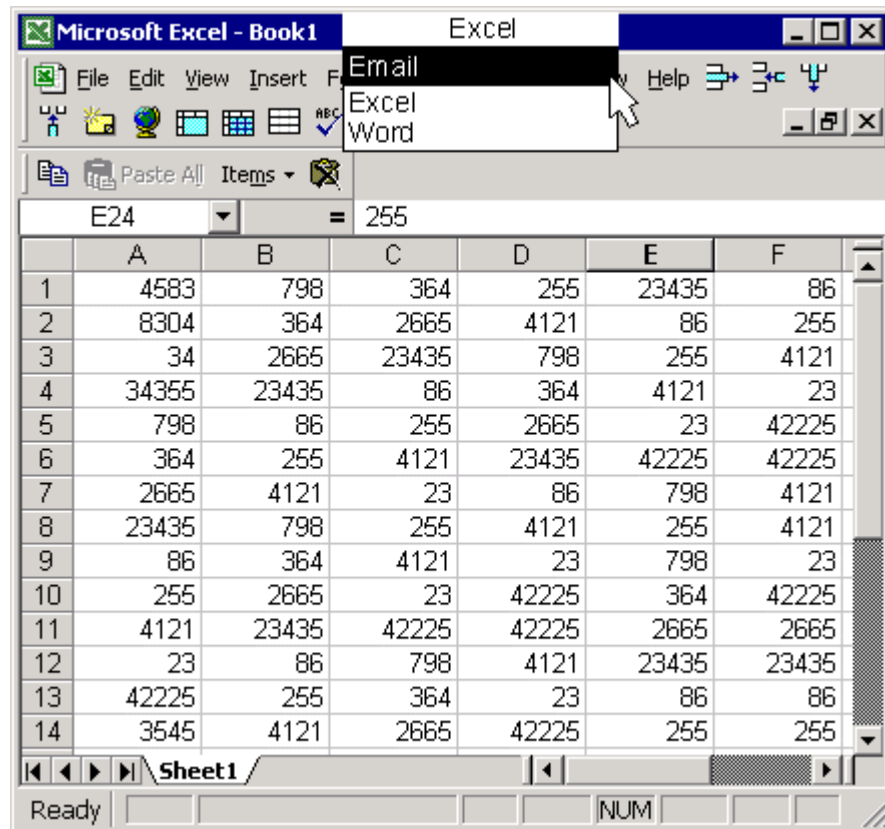 Microsoft Excel - Book1
Excel
Email
Excel
Word
File Edit View Insert F
Help
ABC
Paste All Items
E24 = 255
A B C D E F
1 4583 798 364 255 23435 86
2 8304 364 2665 4121 86 255
3 34 2665 23435 798 255 4121
4 34355 23435 86 364 4121 23
5 798 86 255 2665 23 42225
6 364 255 4121 23435 42225 42225
7 2665 4121 23 86 798 4121
8 23435 798 255 4121 255 4121
9 86 364 4121 23 798 23
10 255 2665 23 42225 364 42225
11 4121 23435 42225 42225 2665 2665
12 23 86 798 4121 23435 23435
13 42225 255 364 23 86 86
14 3545 4121 2665 42225 255 255
Sheet1
Ready NUM